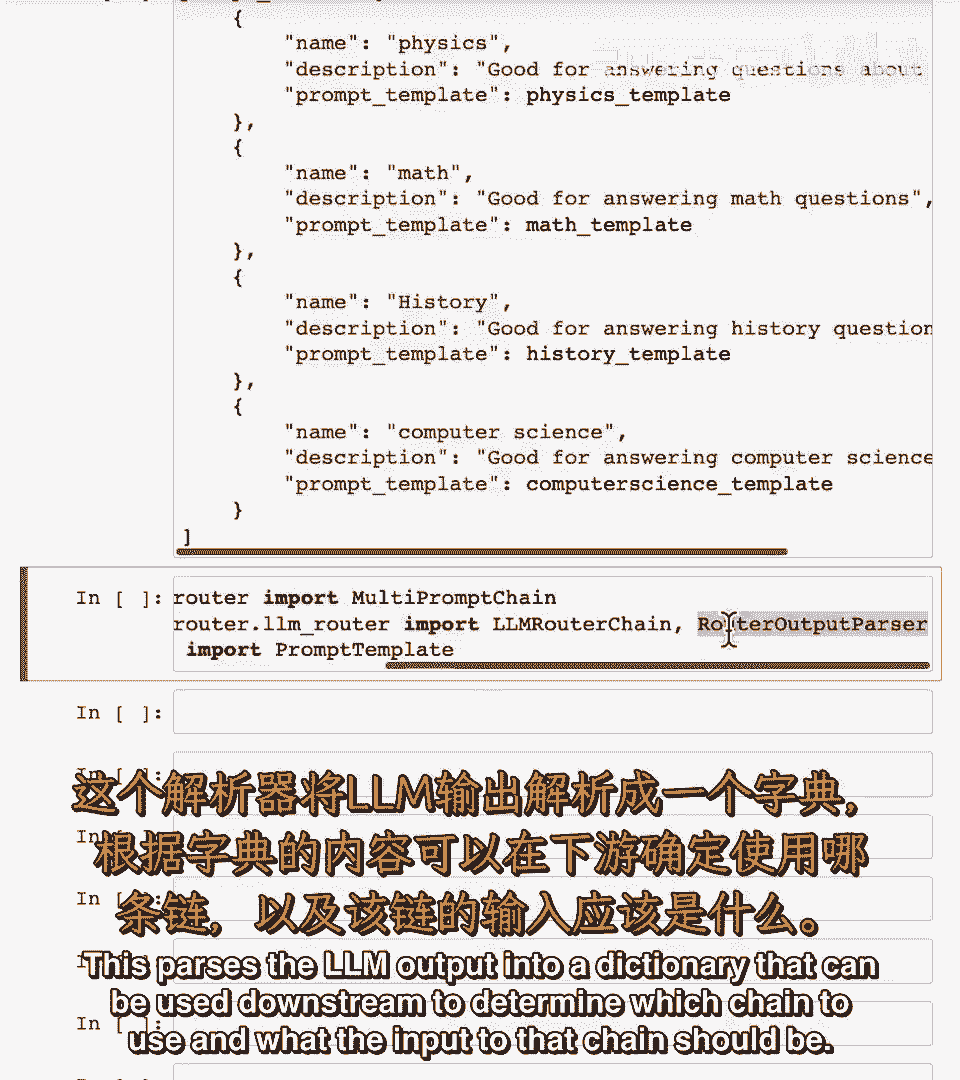 {
"name": "physics",
"description": "Good for answering questions about
"prompt_template": physics_template
},
{
"name": "math",
"description": "Good for answering math questions",
"prompt_template": math_template
},
{
"name": "History",
"description": "Good for answering history question
"prompt_template": history_template
},
{
"name": "computer science",
"description": "Good for answering computer science
"prompt_template": computerscience_template
}
]
In [ ]: router import MultiPromptChain
router.llm_router import LLMRouterChain, RouterOutputParser
import PromptTemplate
In [ ]:
In [ ]:
这个解析器将LLM输出解析成一个字典,
In
根据字典的内容可以在下游确定使用哪
In [ ]:
条链, 以及该链的输入应该是什么。
This parses the LLM output into a dictionary that can
be used downstream to determine which chain to
In [ ]:
use and what the input to that chain should be.